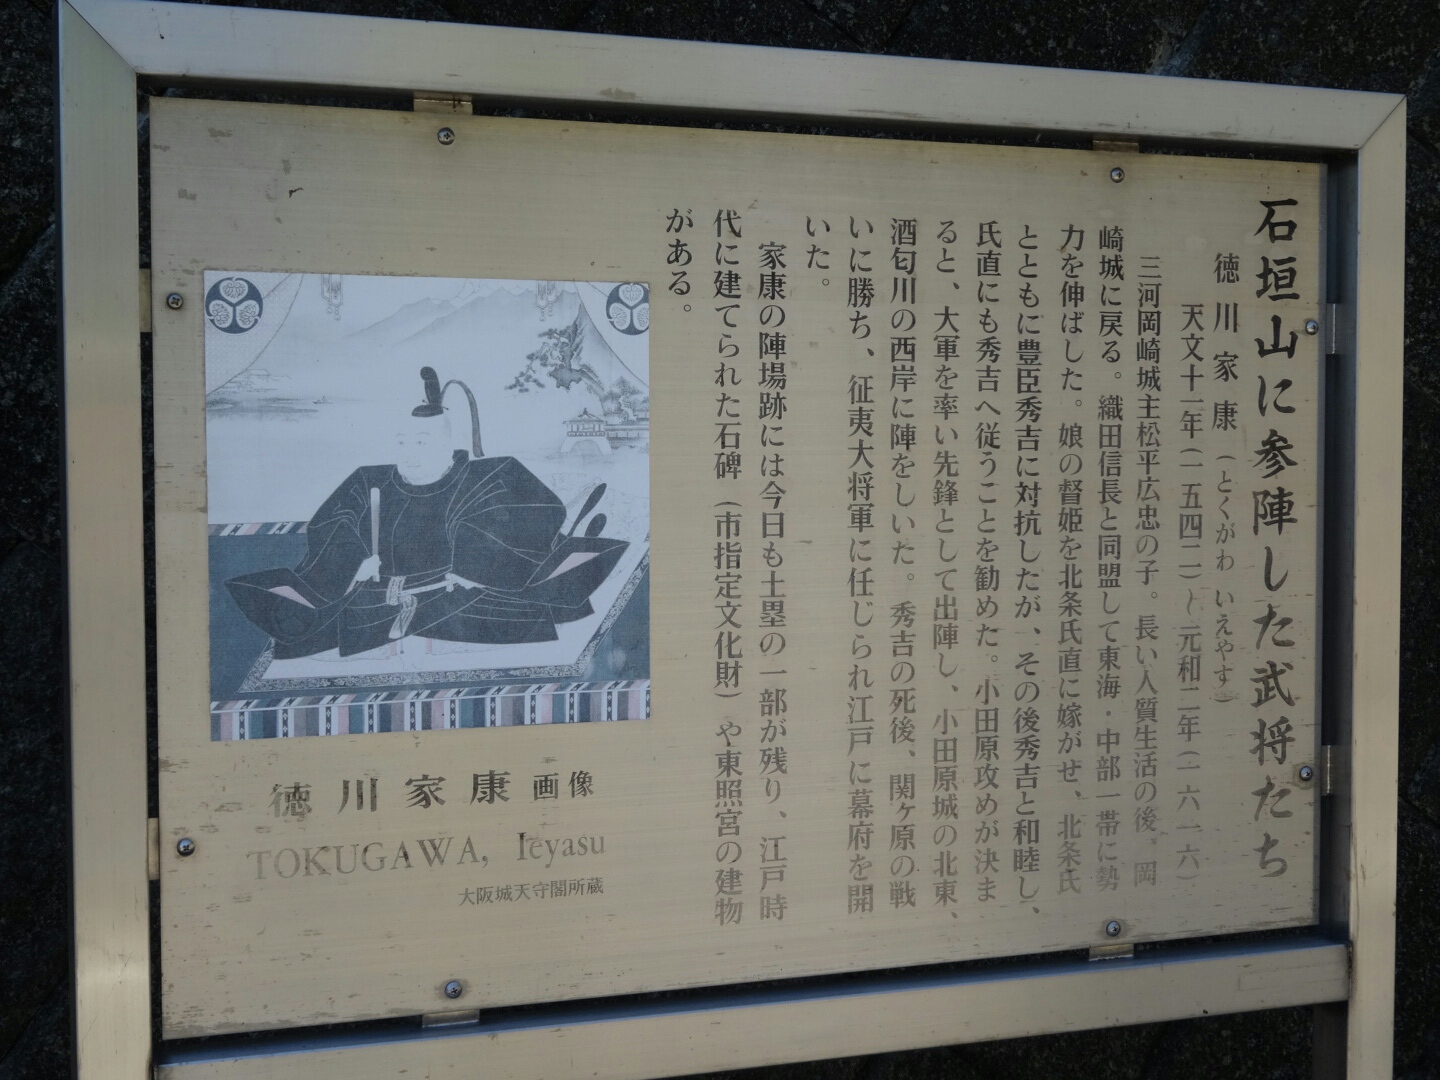 石垣山に参陣した武将たち
徳川家康（とくがわ いえやす）
天文十一年（一五四二）〜元和二年（一六一六）
三河岡崎城主松平広忠の子。長い人質生活の後、岡
崎城に戻る。織田信長と同盟して東海・中部一帯に勢
力を伸ばした。娘の督姫を北条氏直に嫁がせ、北条氏
とともに豊臣秀吉に対抗したが、その後秀吉と和睦し、
氏直にも秀吉へ従うことを勧めた。小田原攻めが決ま
ると、大軍を率い先鋒として出陣し、小田原城の北東、
酒匂川の西岸に陣をしいた。秀吉の死後、関ヶ原の戦
いに勝ち、征夷大将軍に任じられ江戸に幕府を開
いた。
家康の陣場跡には今日も土塁の一部が残り、江戸時
代に建てられた石碑（市指定文化財）や東照宮の建物
がある。
徳川家康画像
TOKUGAWA, Ieyasu
大阪城天守閣所蔵